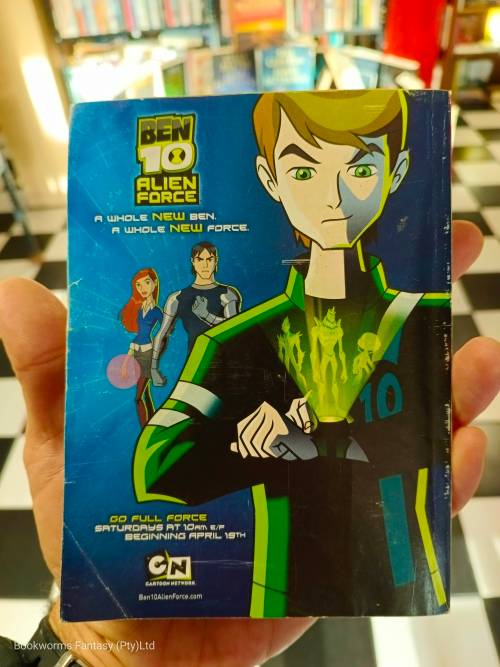 BEN
10
ALIEN
FORCE
A WHOLE NEW BEN.
A WHOLE NEW FORCE.
10
GO FULL FORCE
SATURDAYS AT 10AM E/P
BEGINNING APRIL 19TH
CN
CARTOON NETWORK
Ben10AlienForce.com
Bookworms Fantasy (Pty)Ltd